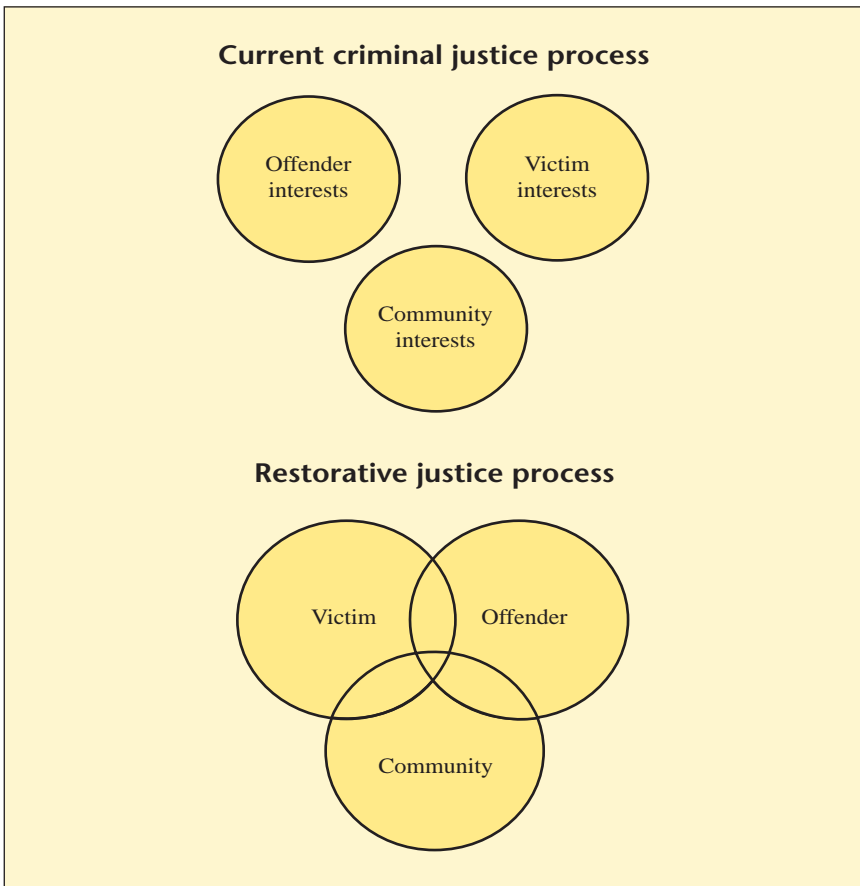 Current criminal justice process
Offender
interests
Victim
interests
Community
interests
Restorative justice process
Victim
Offender
Community